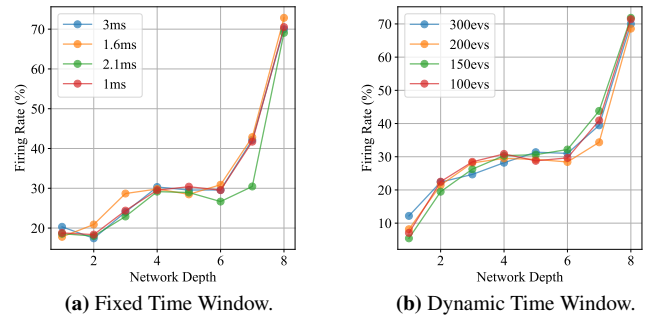 3ms
1.6ms
2.1ms
1ms
70
60
50
40
30
20
Firing Rate (%)
2
4
6
8
Network Depth
(a) Fixed Time Window.
300evs
200evs
150evs
100evs
70
60
50
40
30
20
10
Firing Rate (%)
2
4
6
8
Network Depth
(b) Dynamic Time Window.